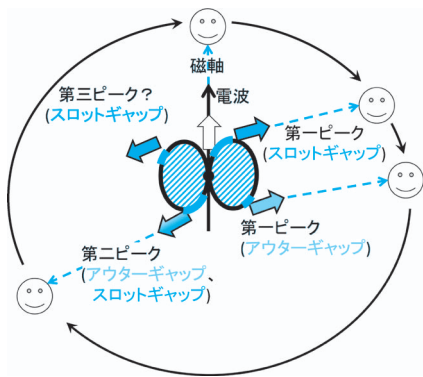 磁軸
電波
第三ピーク?
(スロットギャップ)
第一ピーク
(スロットギャップ)
第一ピーク
(アウターギャップ)
第二ピーク
(アウターギャップ、
スロットギャップ)